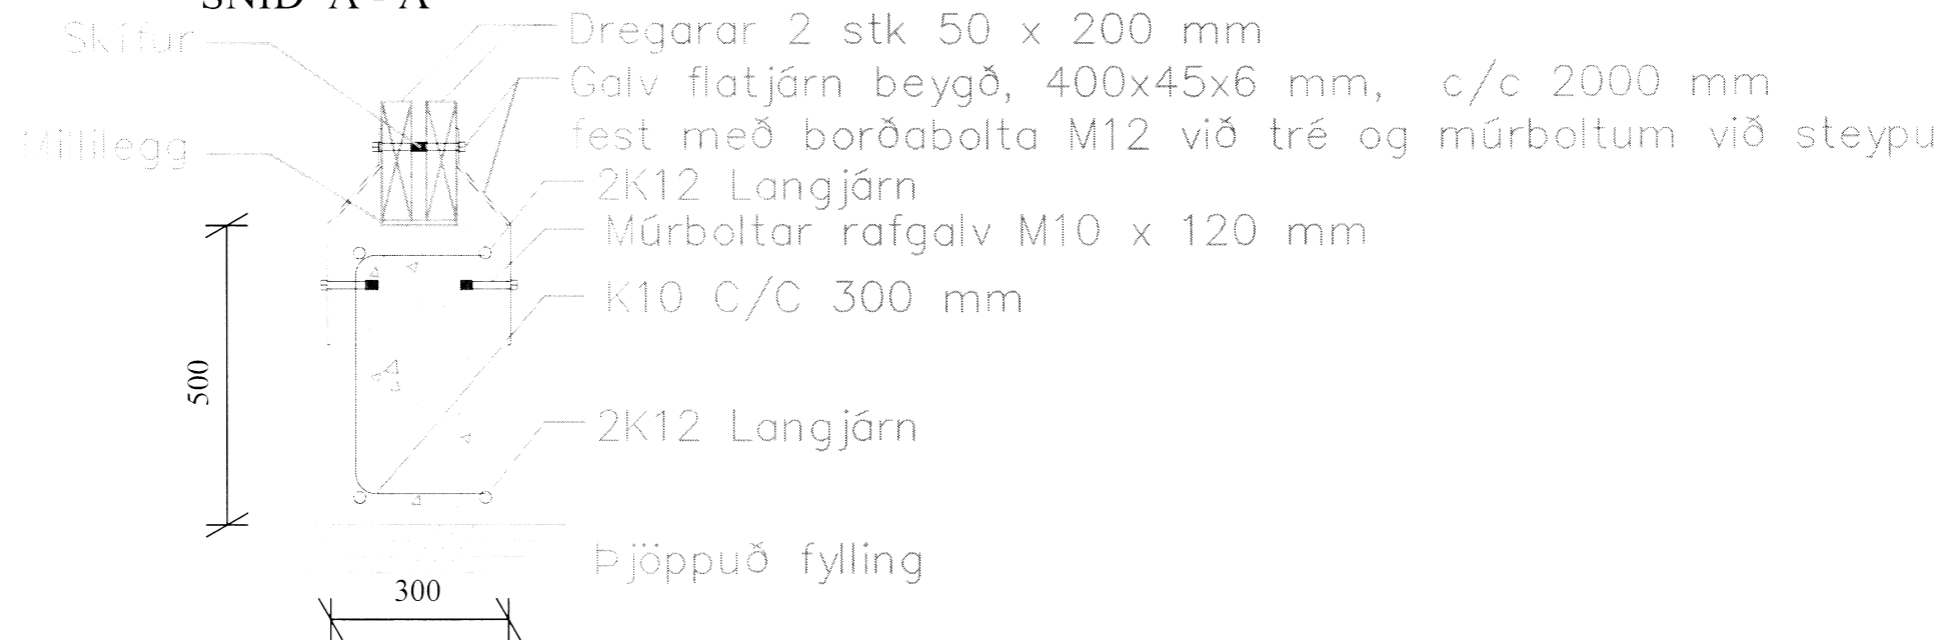 SNIÐ A - A
Skífur
Dregarar 2 stk 50 x 200 mm
Galv flatjárn beygð, 400x45x6 mm, c/c 2000 mm
fest með borðabolta M12 við tré og múrboltum við steypu
Millilegg
2K12 Langjárn
Múrboltar rafgalv M10 x 120 mm
K10 C/C 300 mm
500
2K12 Langjárn
Þjöppuð fylling
300